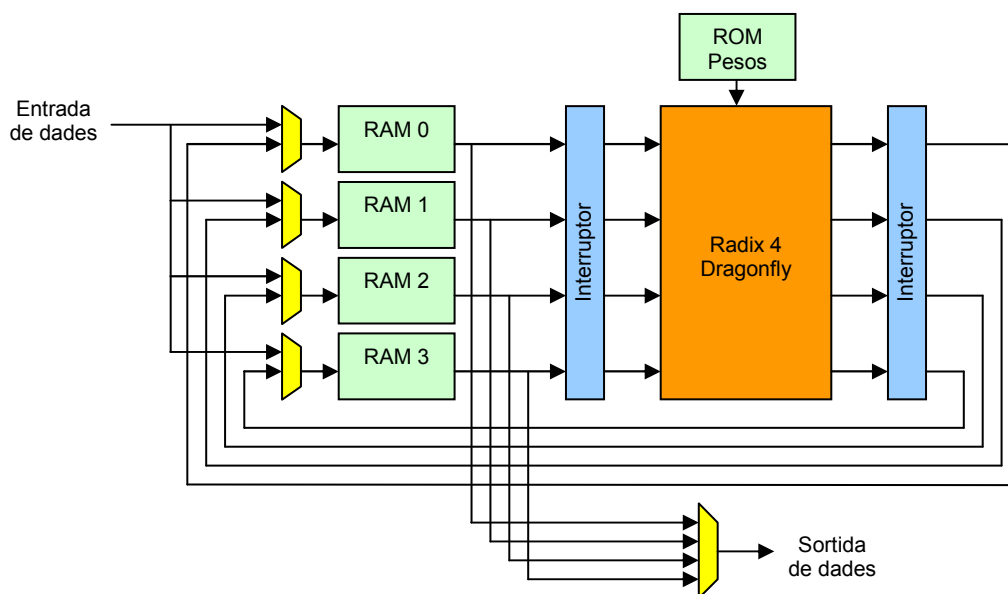 ROM
Pesos
Entrada
de dades
RAM 0
RAM 1
RAM 2
RAM 3
Interruptor
Radix 4
Dragonfly
Interruptor
Sortida
de dades